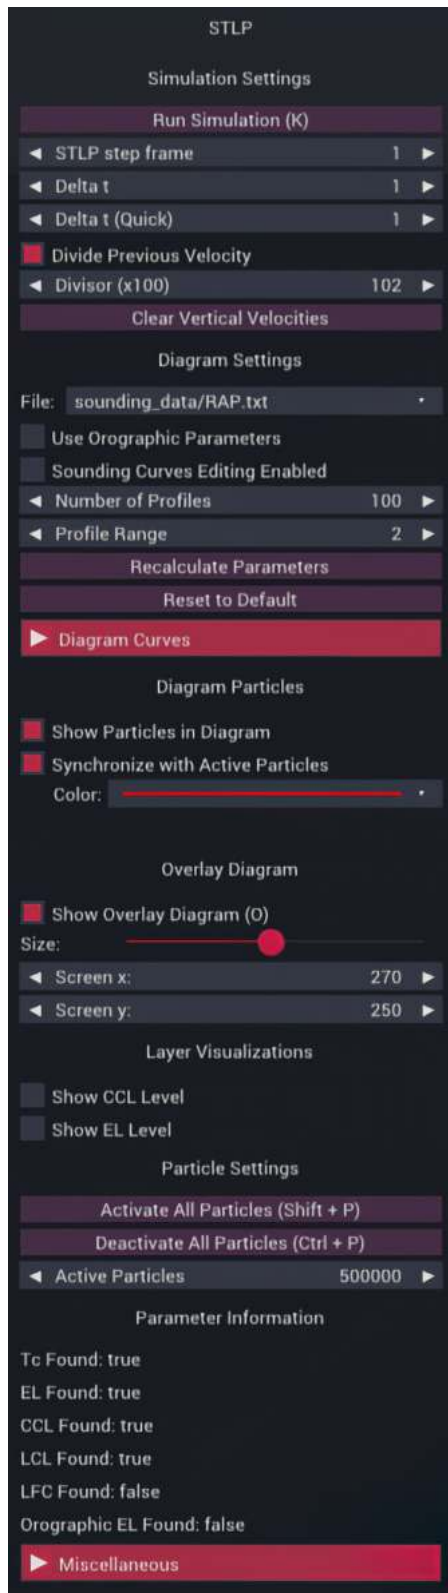 STLP
Simulation Settings
Run Simulation (K)
STLP step frame 1
Delta t 1
Delta t (Quick) 1
Divide Previous Velocity
Divisor (x100) 102
Clear Vertical Velocities
Diagram Settings
File: sounding_data/RAP.txt
Use Orographic Parameters
Sounding Curves Editing Enabled
Number of Profiles 100
Profile Range 2
Recalculate Parameters
Reset to Default
Diagram Curves
Diagram Particles
Show Particles in Diagram
Synchronize with Active Particles
Color:
Overlay Diagram
Show Overlay Diagram (O)
Size:
Screen x: 270
Screen y: 250
Layer Visualizations
Show CCL Level
Show EL Level
Particle Settings
Activate All Particles (Shift + P)
Deactivate All Particles (Ctrl + P)
Active Particles 500000
Parameter Information
Tc Found: true
EL Found: true
CCL Found: true
LCL Found: true
LFC Found: false
Orographic EL Found: false
Miscellaneous